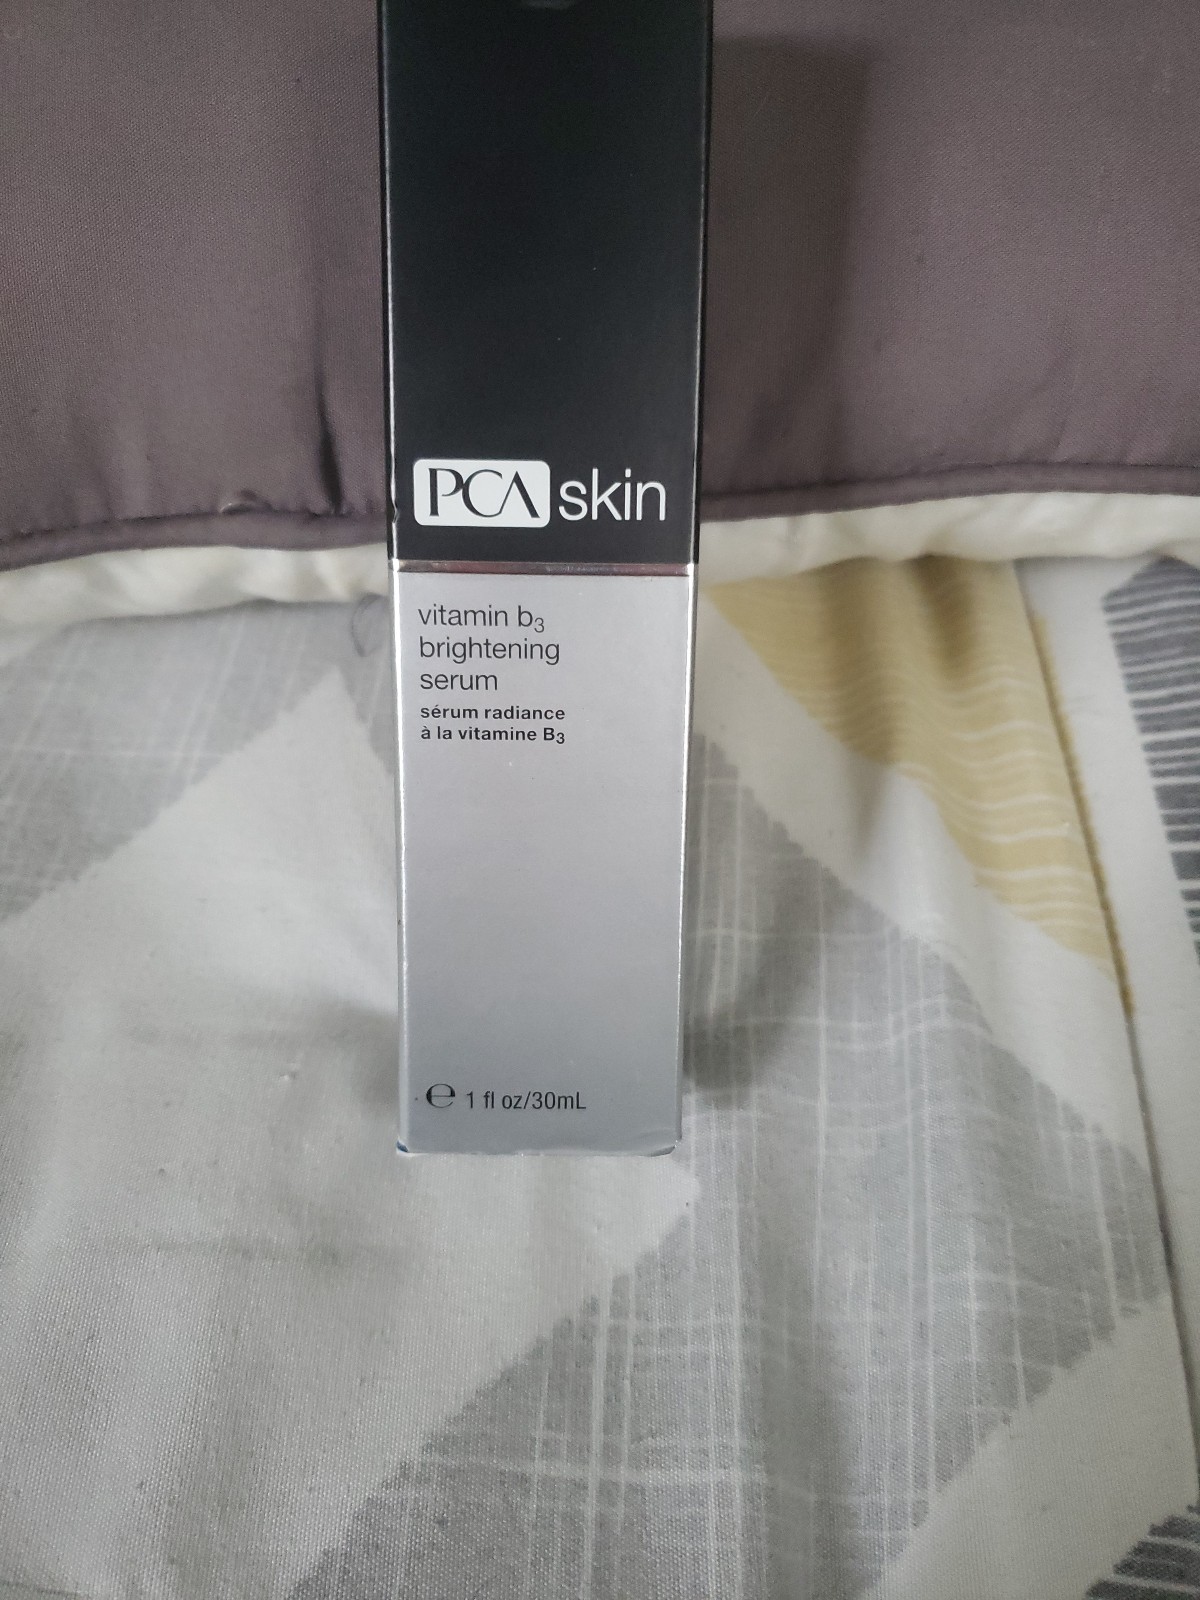 PCA skin
vitamin b3
brightening
serum
sérum radiance
à la vitamine B3
℮ 1 fl oz/30mL